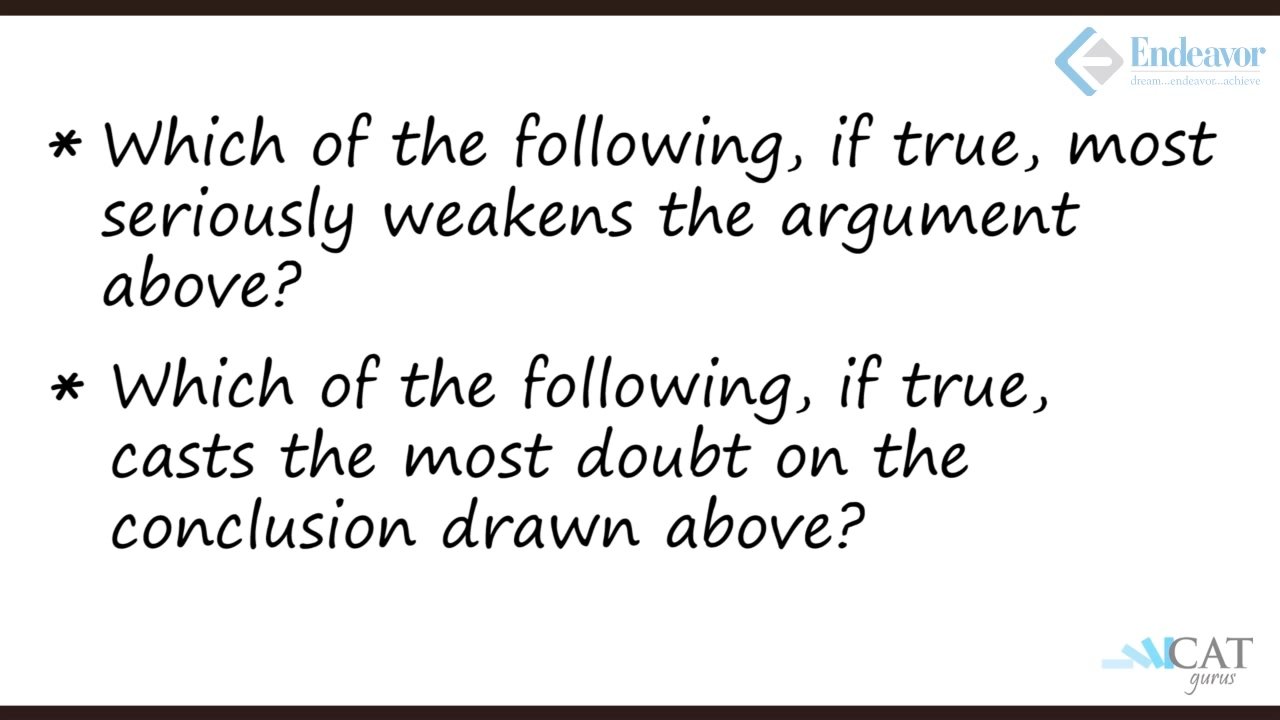 Endeavor
dream...endeavor...achieve
* Which of the following, if true, most
seriously weakens the argument
above?
* Which of the following, if true,
casts the most doubt on the
conclusion drawn above?
CAT
gurus